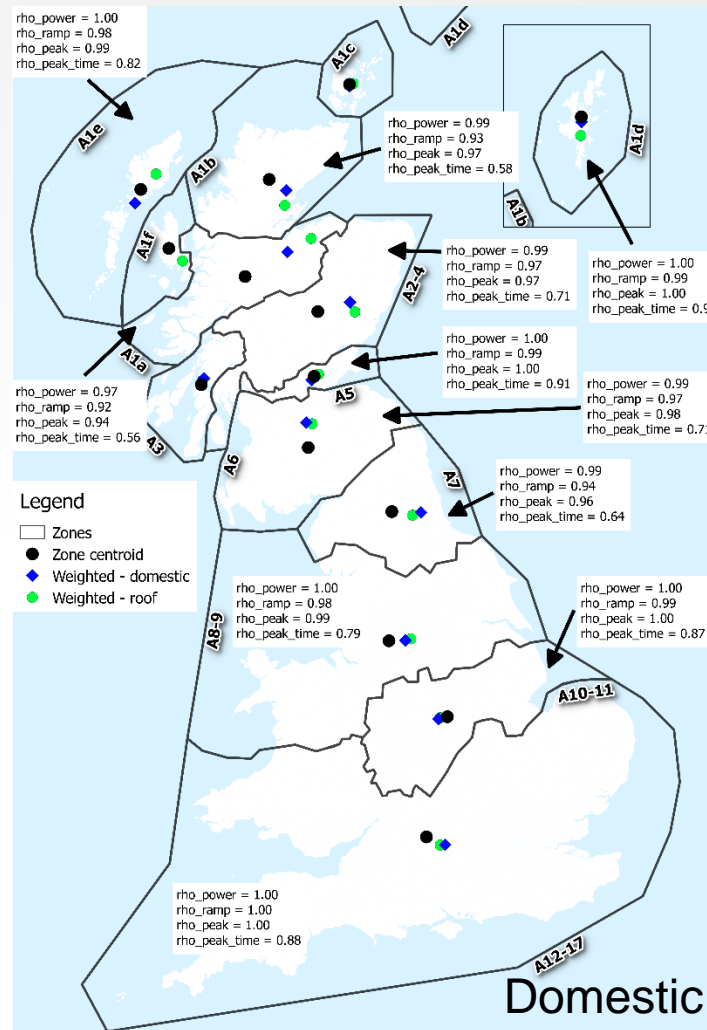 rho_power = 1.00
rho_ramp = 0.98
rho_peak = 0.99
rho_peak_time = 0.82
A1c
A1d
A1e
A1b
rho_power = 0.99
rho_ramp = 0.93
rho_peak = 0.97
rho_peak_time = 0.58
A1d
A1b
A1f
rho_power = 0.99
rho_ramp = 0.97
rho_peak = 0.97
rho_peak_time = 0.71
A2-4
rho_power = 1.00
rho_ramp = 0.99
rho_peak = 1.00
rho_peak_time = 0.9
A1a
rho_power = 1.00
rho_ramp = 0.99
rho_peak = 1.00
rho_peak_time = 0.91
rho_power = 0.97
rho_ramp = 0.92
rho_peak = 0.94
rho_peak_time = 0.56
A3
A5
rho_power = 0.99
rho_ramp = 0.97
rho_peak = 0.98
rho_peak_time = 0.71
A6
A7
rho_power = 0.99
rho_ramp = 0.94
rho_peak = 0.96
rho_peak_time = 0.64
Legend
Zones
Zone centroid
Weighted - domestic
Weighted - roof
rho_power = 1.00
rho_ramp = 0.98
rho_peak = 0.99
rho_peak_time = 0.79
A8-9
rho_power = 1.00
rho_ramp = 0.99
rho_peak = 1.00
rho_peak_time = 0.87
A10-11
rho_power = 1.00
rho_ramp = 1.00
rho_peak = 1.00
rho_peak_time = 0.88
A12-17
Domestic